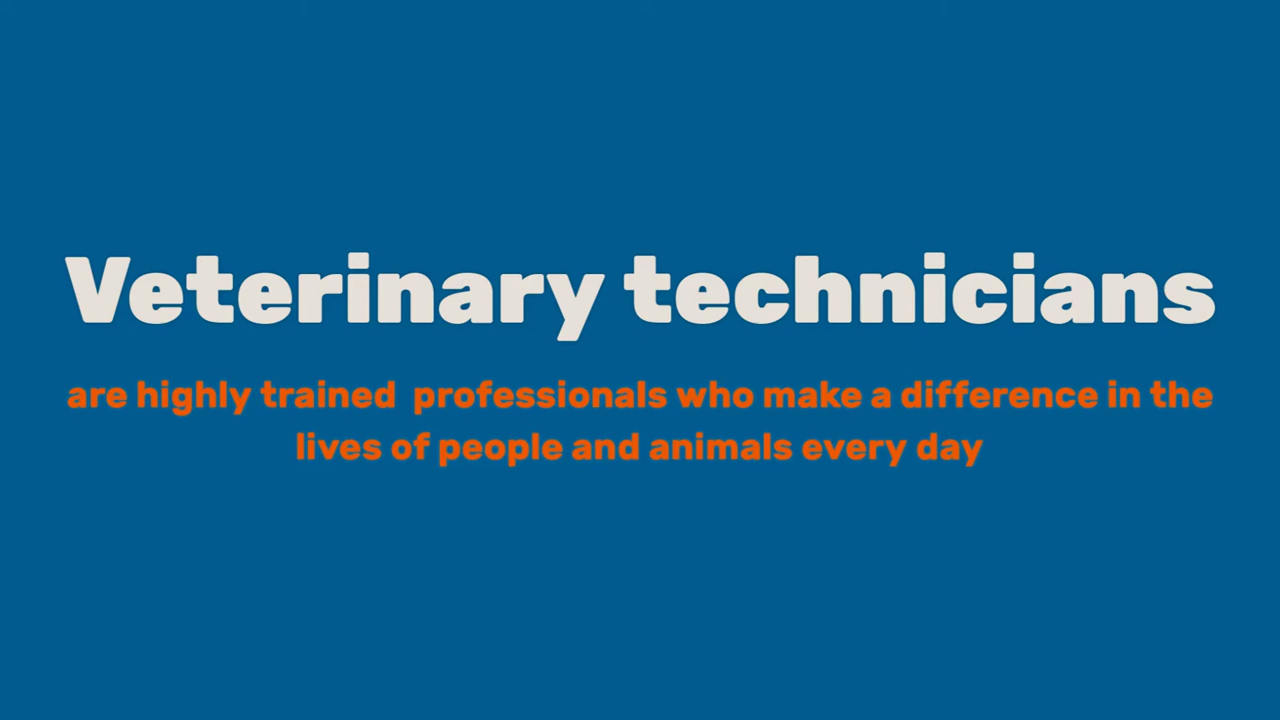 Veterinary technicians
are highly trained  professionals who make a difference in the
lives of people and animals every day